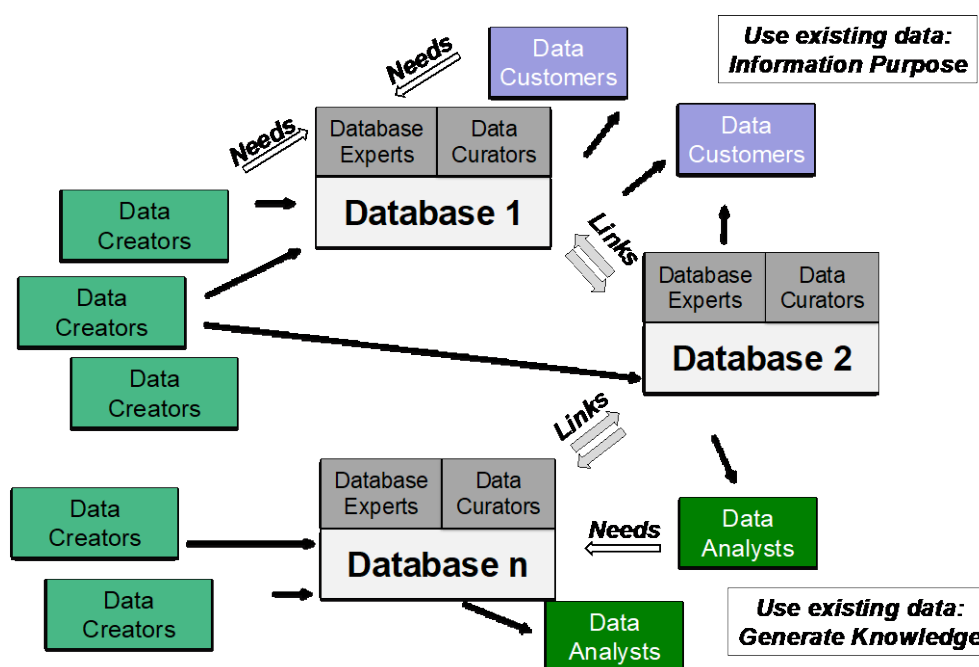 Use existing data:
Information Purpose
Data
Customers
Needs
Data
Customers
Needs
Database
Experts
Data
Curators
Database 1
Data
Creators
Links
Database
Experts
Data
Curators
Database 2
Data
Creators
Data
Creators
Links
Database
Experts
Data
Curators
Database n
Data
Creators
Needs
Data
Analysts
Data
Creators
Data
Analysts
Use existing data:
Generate Knowledge